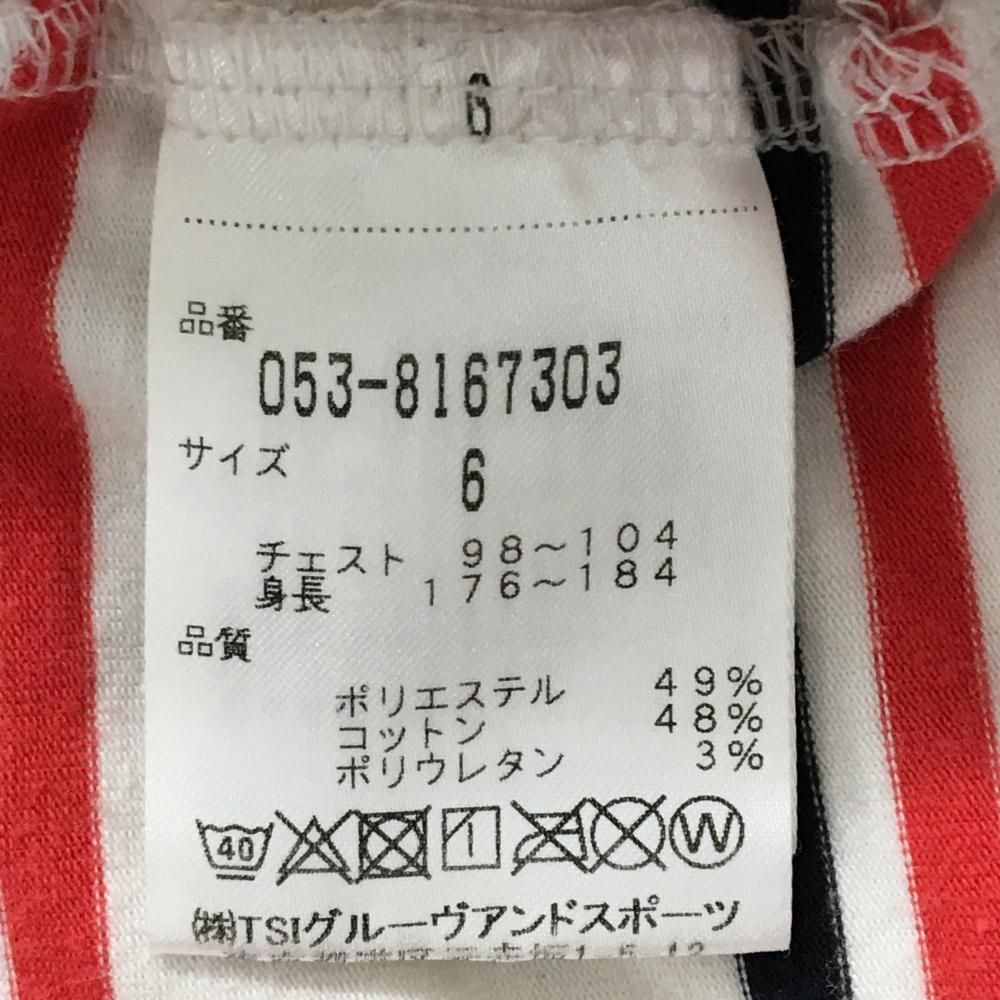 6
品番
053-8167303
サイズ 6
チェスト 98~104
身長 176~184
品質
ポリエステル 49%
コットン 48%
ポリウレタン 3%
40 W
㈱TSIグルーヴアンドスポーツ